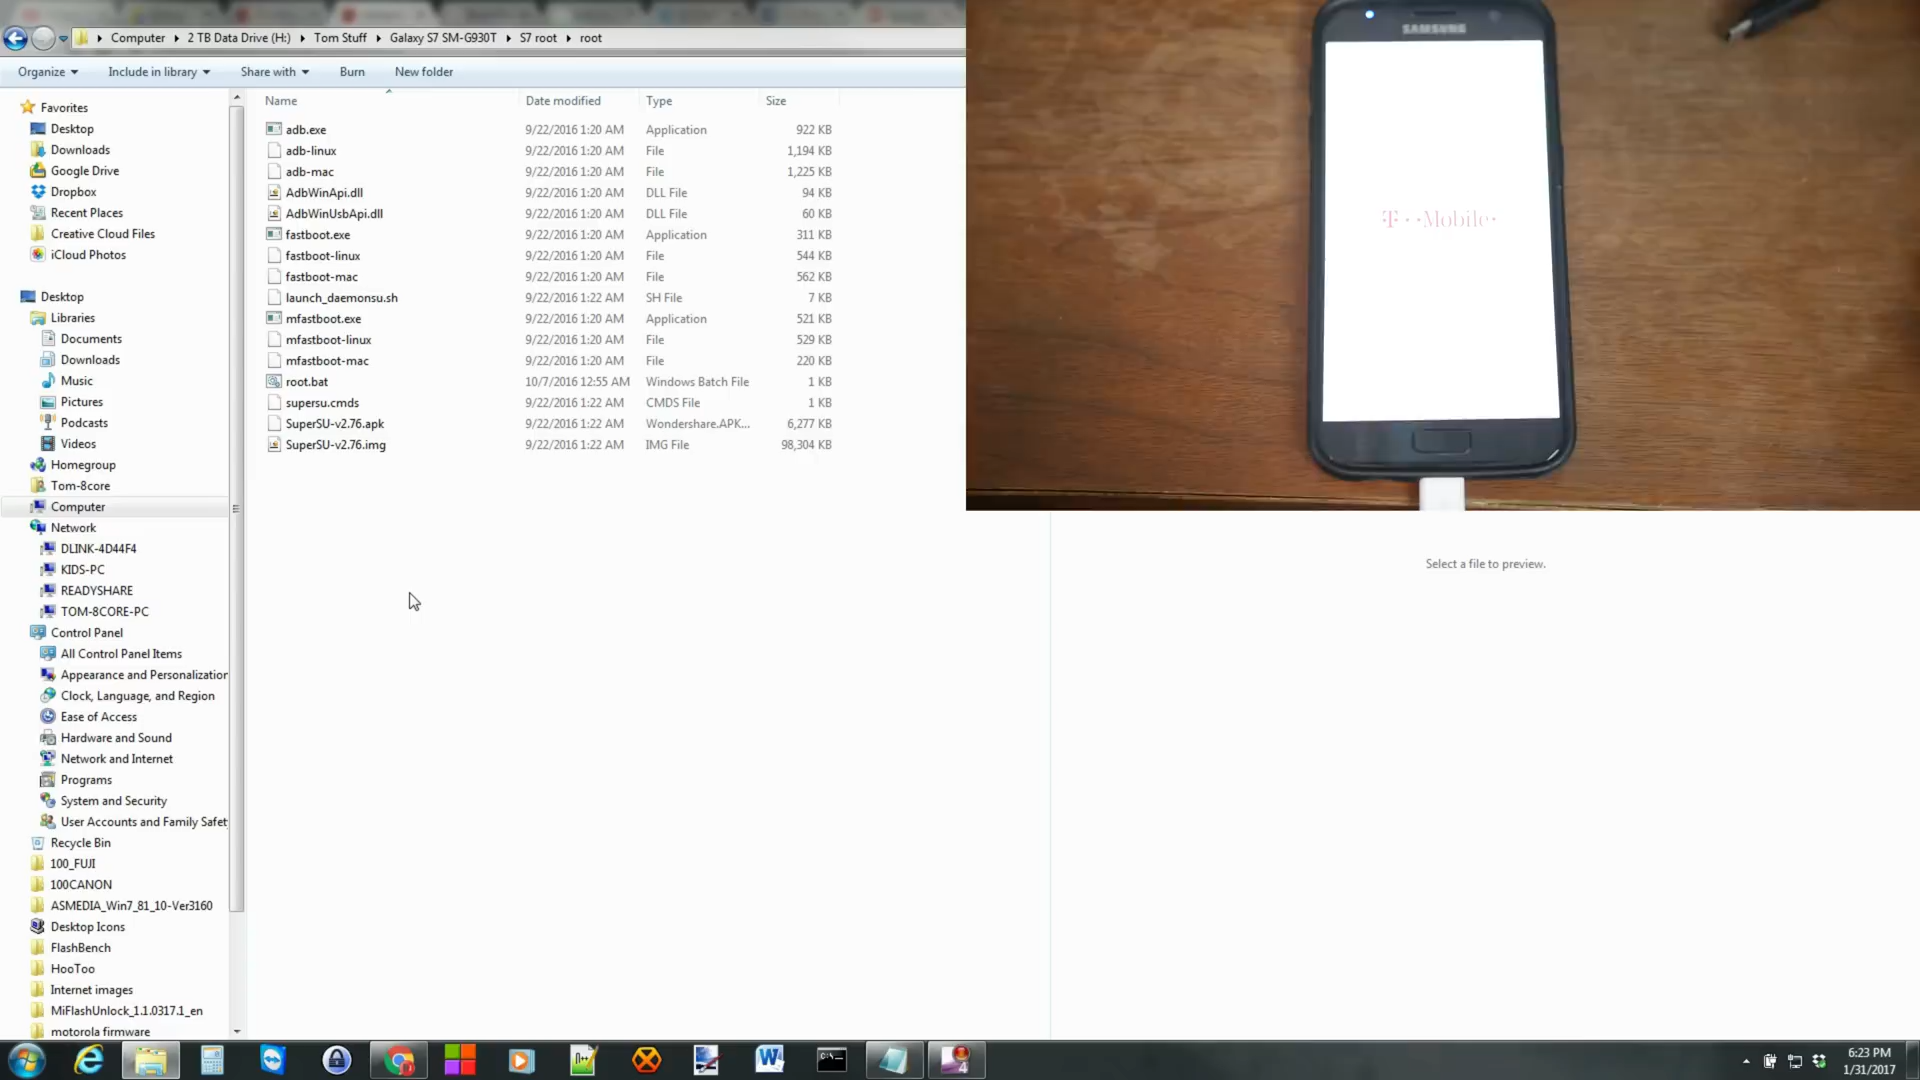 Computer 2 TB Data Drive (H:) Tom Stuff Galaxy S7 SM-G930T S7 root root
Organize Include in library Share with Burn New folder
Name Date modified Type Size
adb.exe 9/22/2016 1:20 AM Application 922 KB
adb-linux 9/22/2016 1:20 AM File 1,194 KB
adb-mac 9/22/2016 1:20 AM File 1,225 KB
AdbWinApi.dll 9/22/2016 1:20 AM DLL File 94 KB
AdbWinUsbApi.dll 9/22/2016 1:20 AM DLL File 60 KB
fastboot.exe 9/22/2016 1:20 AM Application 311 KB
fastboot-linux 9/22/2016 1:20 AM File 544 KB
fastboot-mac 9/22/2016 1:20 AM File 562 KB
launch_daemonsu.sh 9/22/2016 1:22 AM SH File 7 KB
mfastboot.exe 9/22/2016 1:20 AM Application 521 KB
mfastboot-linux 9/22/2016 1:20 AM File 529 KB
mfastboot-mac 9/22/2016 1:20 AM File 220 KB
root.bat 10/7/2016 12:55 AM Windows Batch File 1 KB
supersu.cmds 9/22/2016 1:22 AM CMDS File 1 KB
SuperSU-v2.76.apk 9/22/2016 1:22 AM Wondershare.APK... 6,277 KB
SuperSU-v2.76.img 9/22/2016 1:22 AM IMG File 98,304 KB
Favorites
Desktop
Downloads
Google Drive
Dropbox
Recent Places
Creative Cloud Files
iCloud Photos
Desktop
Libraries
Documents
Downloads
Music
Pictures
Podcasts
Videos
Homegroup
Tom-8core
Computer
Network
DLINK-4D44F4
KIDS-PC
READYSHARE
TOM-8CORE-PC
Control Panel
All Control Panel Items
Appearance and Personalization
Clock, Language, and Region
Ease of Access
Hardware and Sound
Network and Internet
Programs
System and Security
User Accounts and Family Safet
Recycle Bin
100_FUJI
100CANON
ASMEDIA_Win7_81_10-Ver3160
Desktop Icons
FlashBench
HooToo
Internet images
MiFlashUnlock_1.1.0317.1_en
motorola firmware
SAMSUNG
T··Mobile·
Select a file to preview.
6:23 PM
1/31/2017